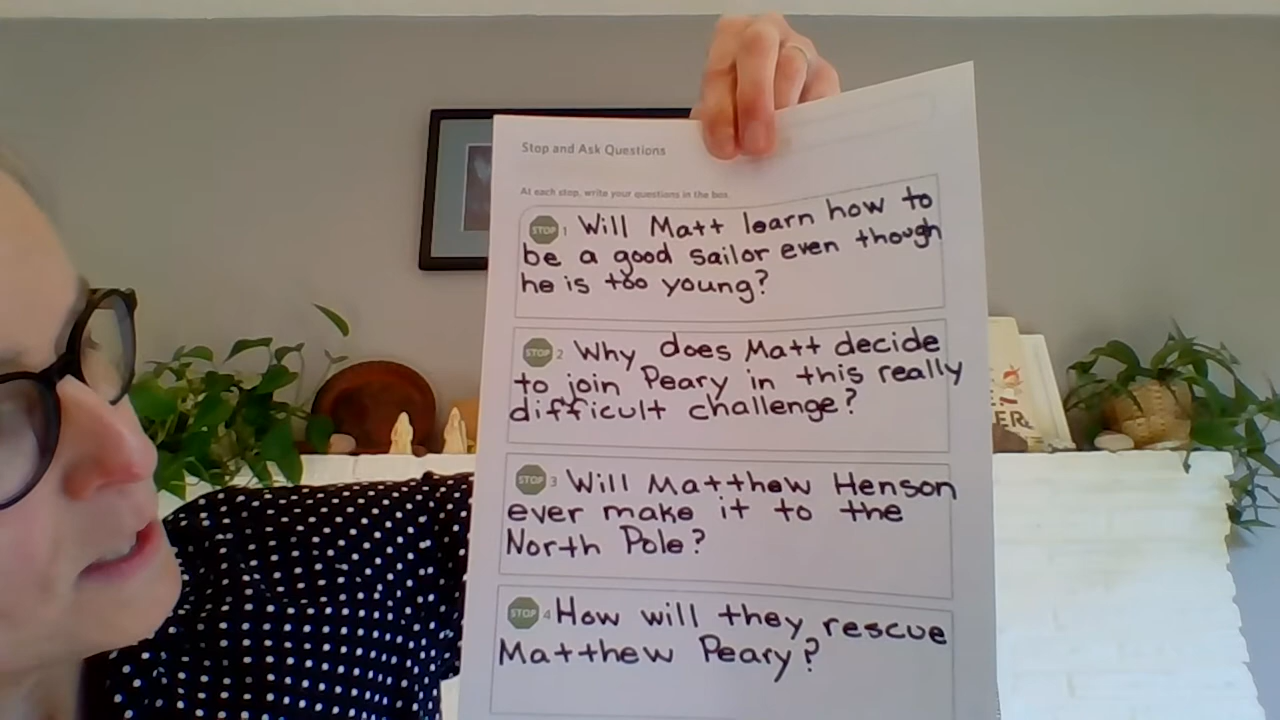 Stop and Ask Questions
At each stop, write your questions in the box.
STOP 1 Will Matt learn how to
be a good sailor even though
he is too young?
STOP 2 Why does Matt decide
to join Peary in this really
difficult challenge?
STOP 3 Will Matthew Henson
ever make it to the
North Pole?
STOP 4 How will they rescue
Matthew Peary?
ER